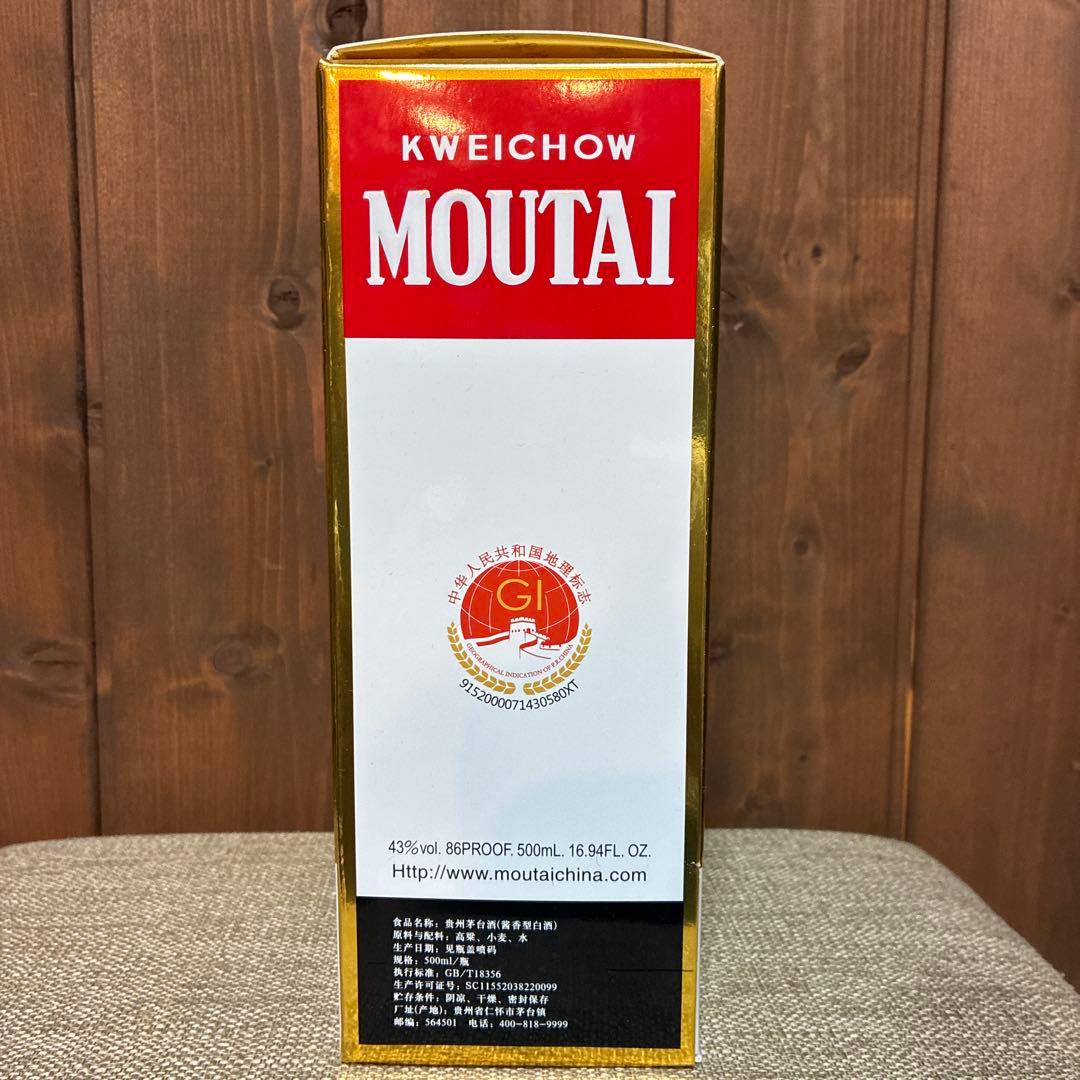 KWEICHOW
MOUTAI
中华人民共和国地理标志
GI
GEOGRAPHICAL INDICATION OF P.R.CHINA
9152000071430580XT
43%vol. 86PROOF. 500mL. 16.94FL. OZ.
Http://www.moutaichina.com
食品名称: 贵州茅台酒(酱香型白酒)
原料与配料: 高粱、小麦、水
生产日期: 见瓶盖喷码
规格: 500ml/瓶
执行标准: GB/T18356
生产许可证号: SC11552038220099
贮存条件: 阴凉、干燥、密封保存
厂址(产地): 贵州省仁怀市茅台镇
邮编: 564501 电话: 400-818-9999